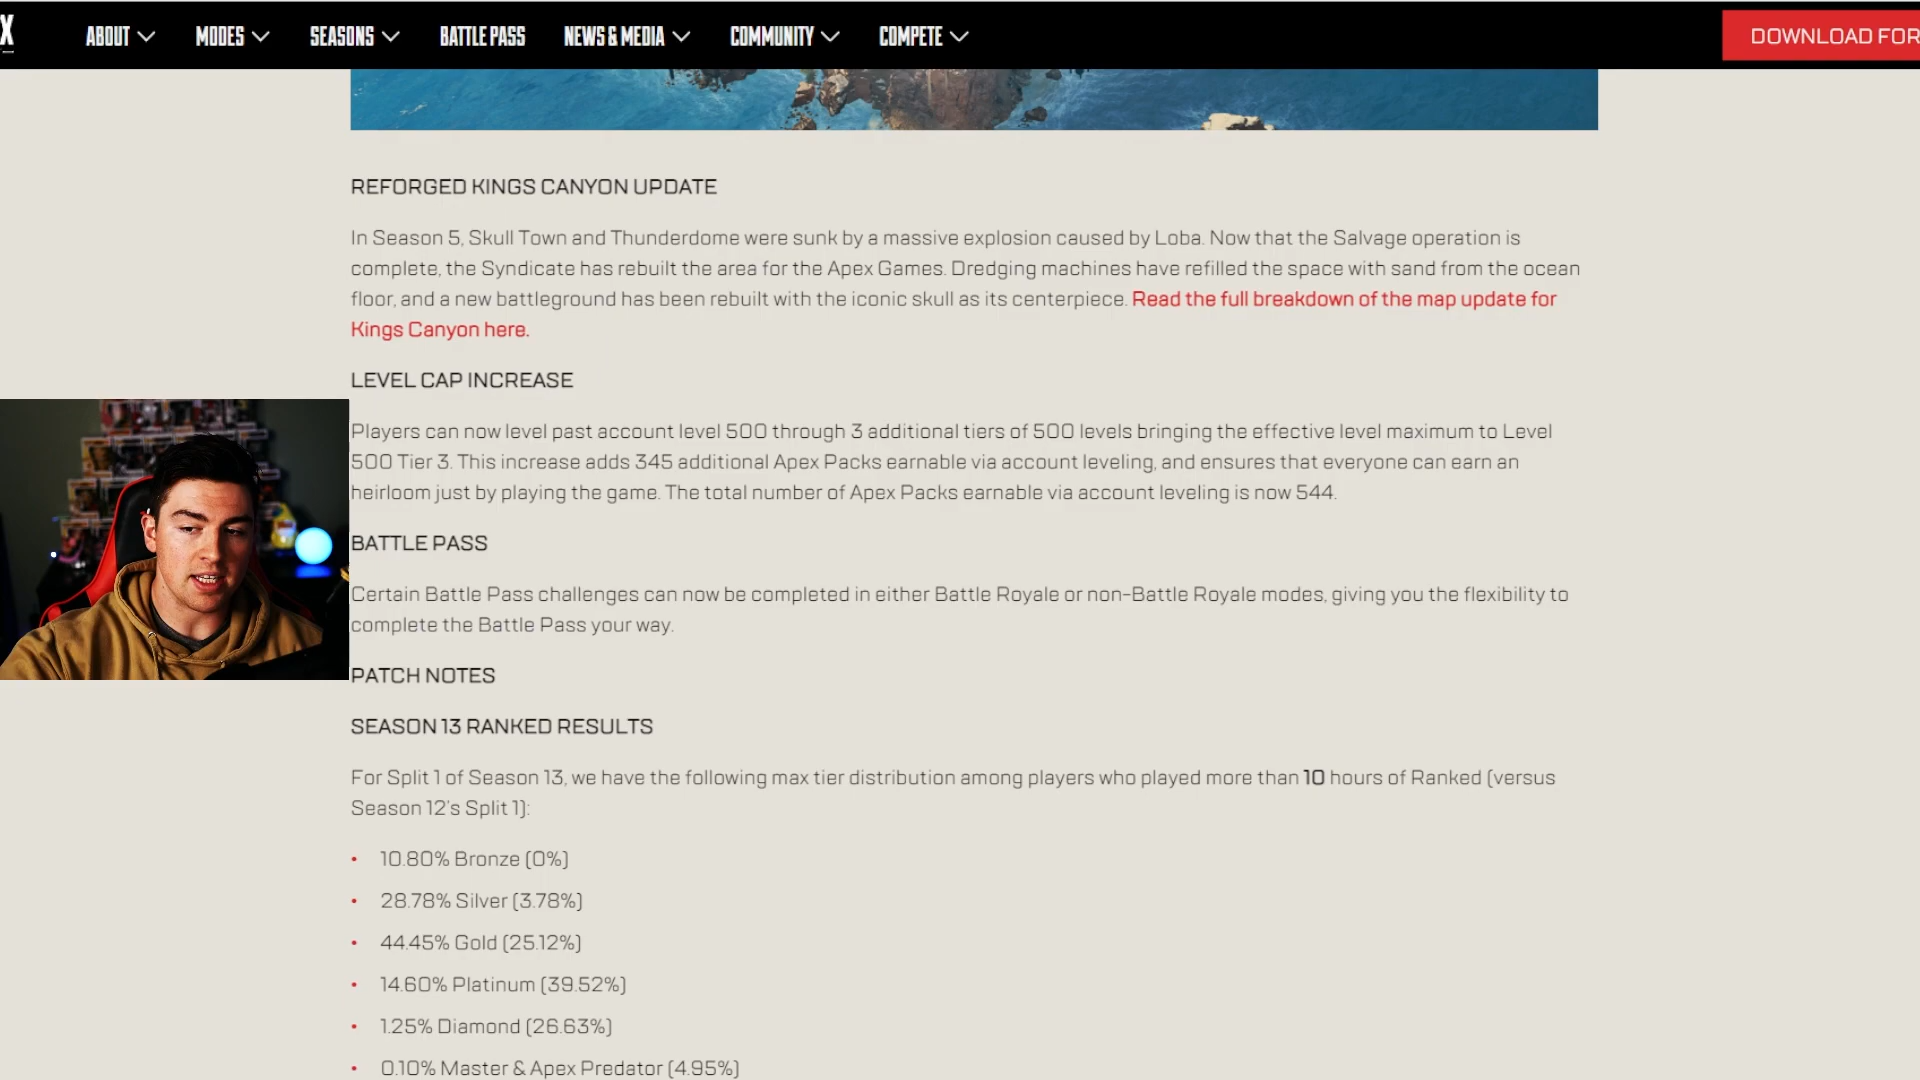 X
ABOUT MODES SEASONS BATTLE PASS NEWS & MEDIA COMMUNITY COMPETE DOWNLOAD FOR
REFORGED KINGS CANYON UPDATE
In Season 5, Skull Town and Thunderdome were sunk by a massive explosion caused by Loba. Now that the Salvage operation is
complete, the Syndicate has rebuilt the area for the Apex Games. Dredging machines have refilled the space with sand from the ocean
floor, and a new battleground has been rebuilt with the iconic skull as its centerpiece. Read the full breakdown of the map update for
Kings Canyon here.
LEVEL CAP INCREASE
Players can now level past account level 500 through 3 additional tiers of 500 levels bringing the effective level maximum to Level
500 Tier 3. This increase adds 345 additional Apex Packs earnable via account leveling, and ensures that everyone can earn an
heirloom just by playing the game. The total number of Apex Packs earnable via account leveling is now 544.
BATTLE PASS
Certain Battle Pass challenges can now be completed in either Battle Royale or non-Battle Royale modes, giving you the flexibility to
complete the Battle Pass your way.
PATCH NOTES
SEASON 13 RANKED RESULTS
For Split 1 of Season 13, we have the following max tier distribution among players who played more than 10 hours of Ranked (versus
Season 12's Split 1):
• 10.80% Bronze (0%)
• 28.78% Silver (3.78%)
• 44.45% Gold (25.12%)
• 14.60% Platinum (39.52%)
• 1.25% Diamond (26.63%)
• 0.10% Master & Apex Predator (4.95%)